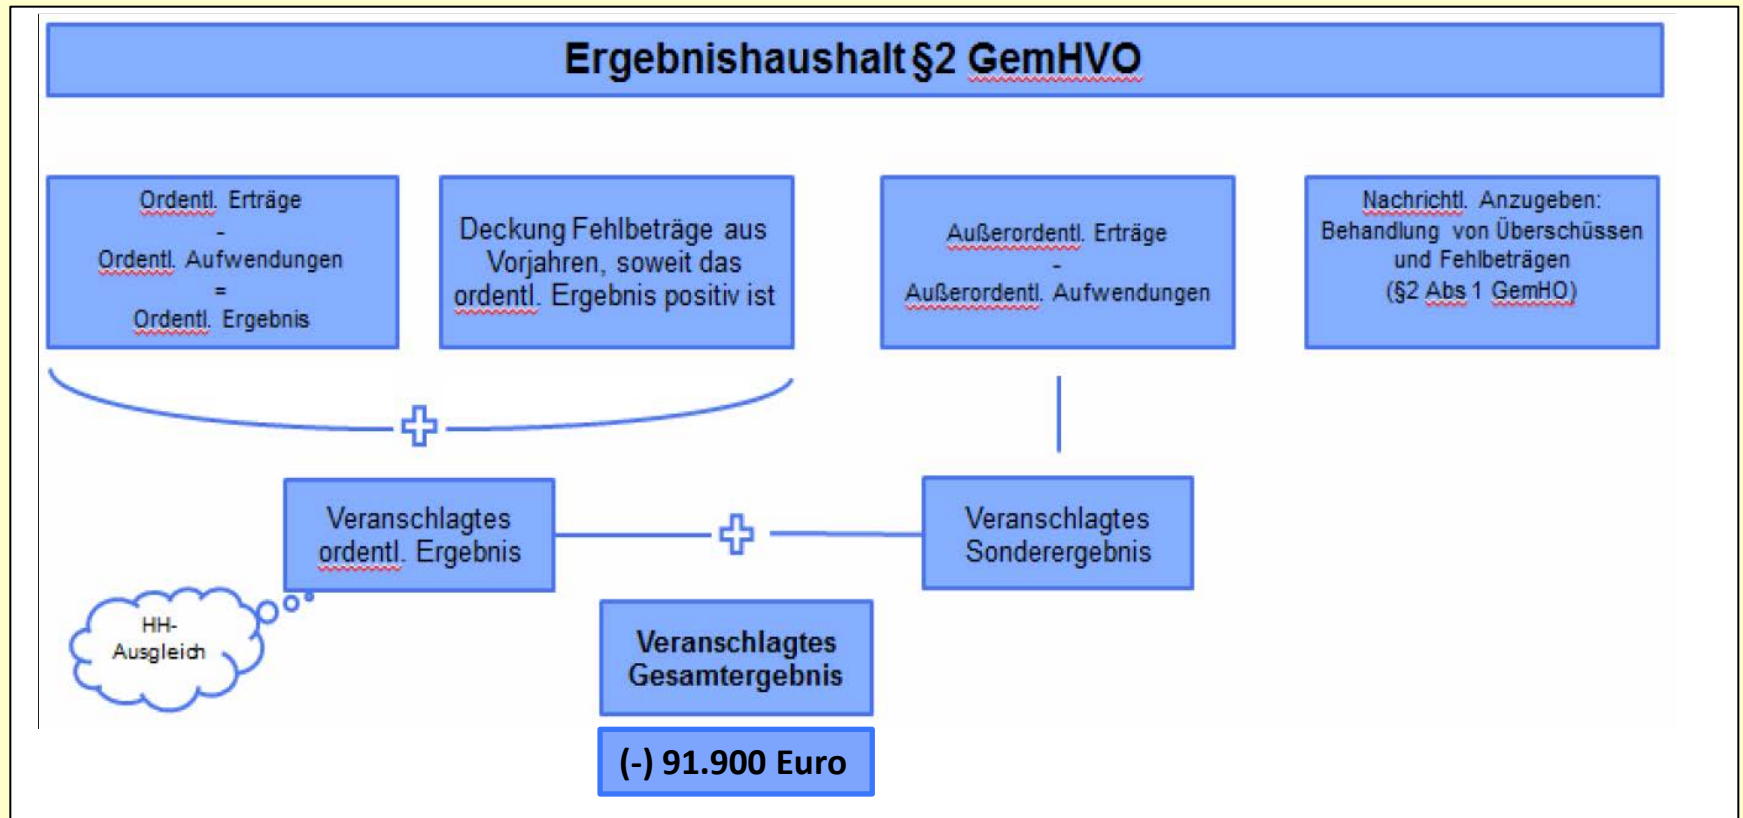 Ergebnishaushalt §2 GemHVO
Ordentl. Erträge
-
Ordentl. Aufwendungen
=
Ordentl. Ergebnis
Deckung Fehlbeträge aus
Vorjahren, soweit das
ordentl. Ergebnis positiv ist
Außerordentl. Erträge
-
Außerordentl. Aufwendungen
Nachrichtl. Anzugeben:
Behandlung von Überschüssen
und Fehlbeträgen
(§2 Abs 1 GemHO)
Veranschlagtes
ordentl. Ergebnis
Veranschlagtes
Sonderergebnis
HH-
Ausgleich
Veranschlagtes
Gesamtergebnis
(-) 91.900 Euro